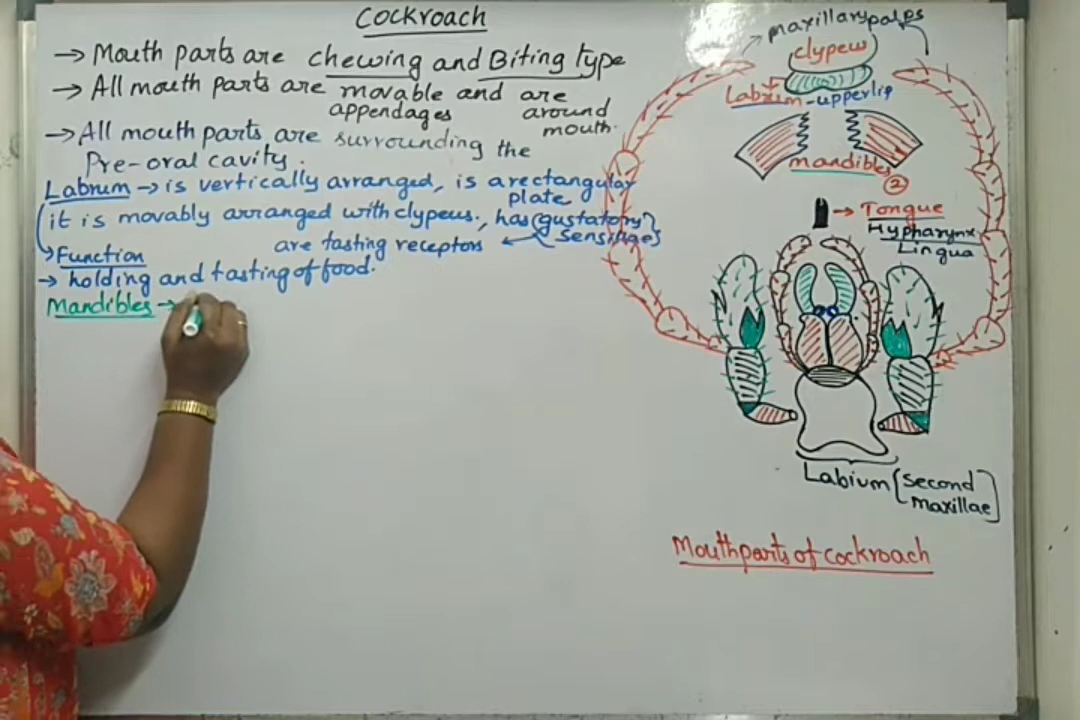 Cockroach
→ Mouth parts are chewing and Biting type
→ All mouth parts are movable and are
appendages around
mouth.
→ All mouth parts are surrounding the
Pre-oral cavity.
Labrum → is vertically arranged, is a rectangular
plate
it is movably arranged with clypeus., has (gustatory
sensillae)
are tasting receptors
Function
→ holding and tasting of food.
Mandibles →
maxillary palps
clypeus
Labrum - upperlip
mandibles
2
→ Tongue
Hypharynx
Lingua
Labium (second
maxillae)
Mouthparts of cockroach